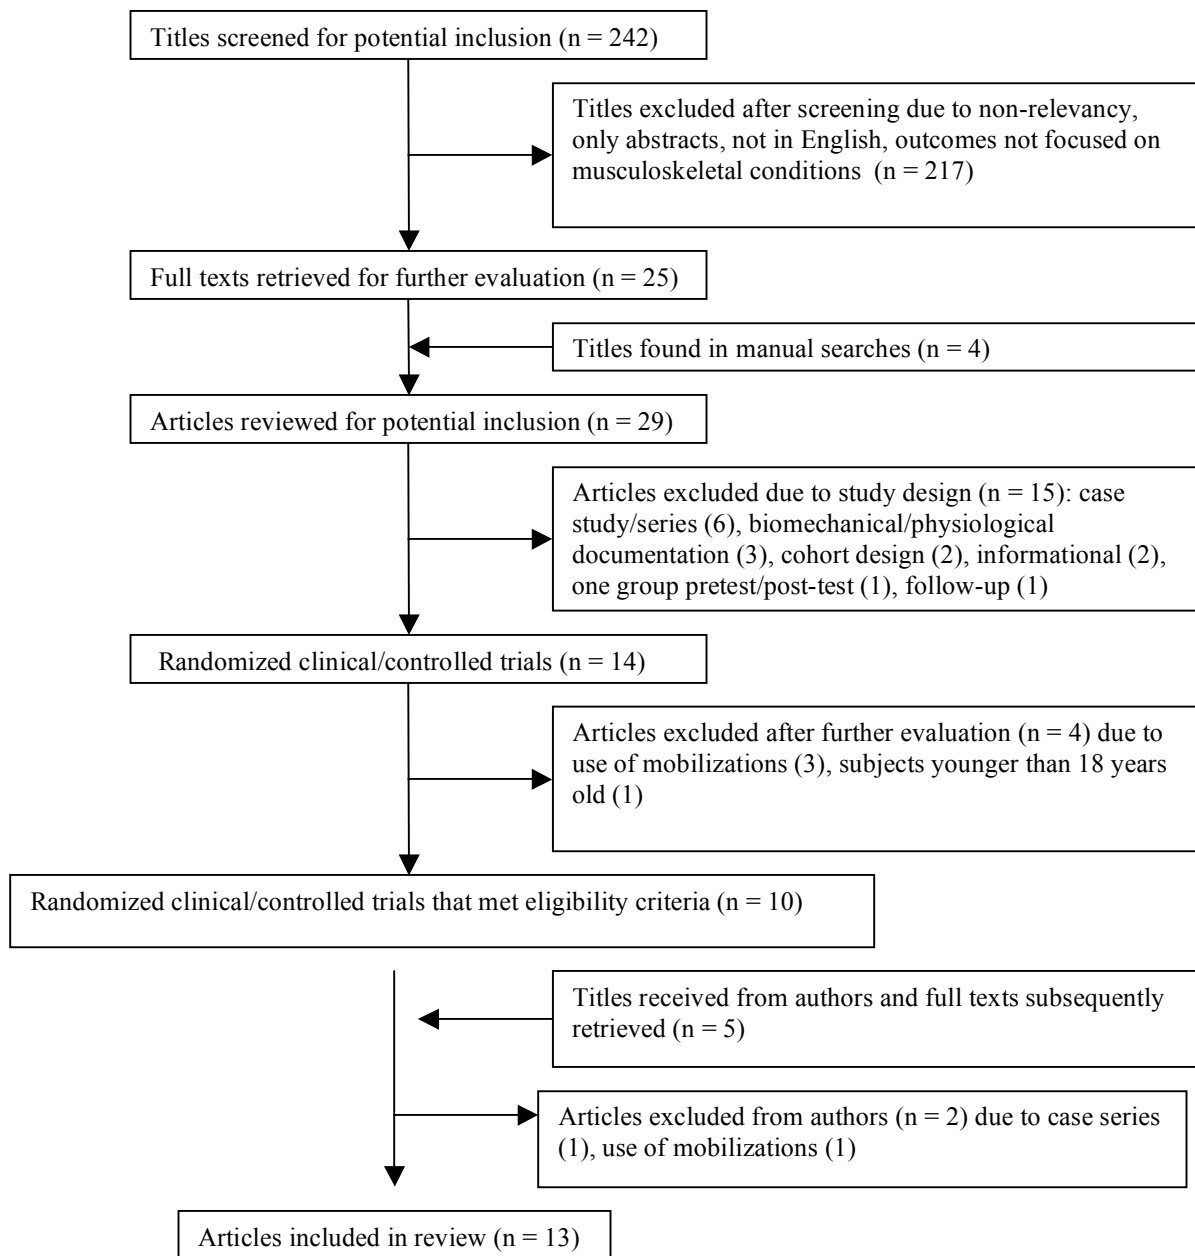 Titles screened for potential inclusion (n = 242)
Titles excluded after screening due to non-relevancy,
only abstracts, not in English, outcomes not focused on
musculoskeletal conditions (n = 217)
Full texts retrieved for further evaluation (n = 25)
Titles found in manual searches (n = 4)
Articles reviewed for potential inclusion (n = 29)
Articles excluded due to study design (n = 15): case
study/series (6), biomechanical/physiological
documentation (3), cohort design (2), informational (2),
one group pretest/post-test (1), follow-up (1)
Randomized clinical/controlled trials (n = 14)
Articles excluded after further evaluation (n = 4) due to
use of mobilizations (3), subjects younger than 18 years
old (1)
Randomized clinical/controlled trials that met eligibility criteria (n = 10)
Titles received from authors and full texts subsequently
retrieved (n = 5)
Articles excluded from authors (n = 2) due to case series
(1), use of mobilizations (1)
Articles included in review (n = 13)